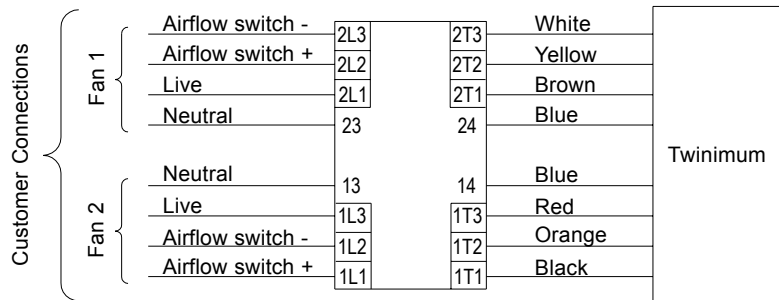 Customer Connections
Fan 1
Airflow switch - 2L3 2T3 White
Airflow switch + 2L2 2T2 Yellow
Live 2L1 2T1 Brown
Neutral 23 24 Blue
Twinimum
Fan 2
Neutral 13 14 Blue
Live 1L3 1T3 Red
Airflow switch - 1L2 1T2 Orange
Airflow switch + 1L1 1T1 Black